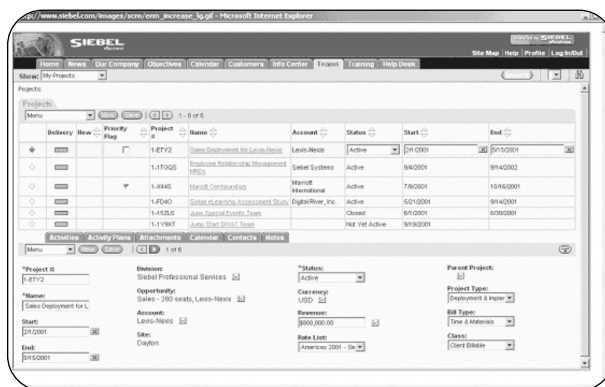 http://www.siebel.com/images/scrn/erm_increase_lg.gif - Microsoft Internet Explorer
SIEBEL
Site Map | Help | Profile | Log In/Out
Home News Our Company Objectives Calendar Customers Info Center Teams Training Help Desk
Show: My Projects
Projects:
Projects
Menu New Save 1 - 6 of 6
Delivery New Priority Flag Project # Name Account Status Start End
1-ETY2 Sales Deployment for Lexis-Nexis Lexis-Nexis Active 2/1/2001 5/15/2001
1-1TOQS Employee Relationship Management MRDs Siebel Systems Active 9/4/2001 9/14/2002
1-X44S Marriott Configuration Marriott International Active 7/9/2001 10/16/2001
1-FD4O Siebel eLearning Assessment Study Digital River, Inc. Active 5/21/2001 9/14/2001
1-15ZL6 June Special Events Team Closed 6/1/2001 6/30/2001
1-1Y9XT Jump Start Team Not Yet Active 9/19/2001
Activities Activity Plans Attachments Calendar Contacts Notes
Menu New Save 1 of 6
*Project #: Division: *Status: Parent Project:
1-ETY2 Siebel Professional Services Active
*Name: Opportunity: Currency: Project Type:
Sales Deployment for L Sales - 200 seats, Lexis-Nexis USD Deployment & Impler
Start: Account: Revenue: Bill Type:
2/1/2001 Lexis-Nexis $000,000.00 Time & Materials
End: Site: Rate List: Class:
5/15/2001 Dayton Americas 2001 - Sie Client Billable